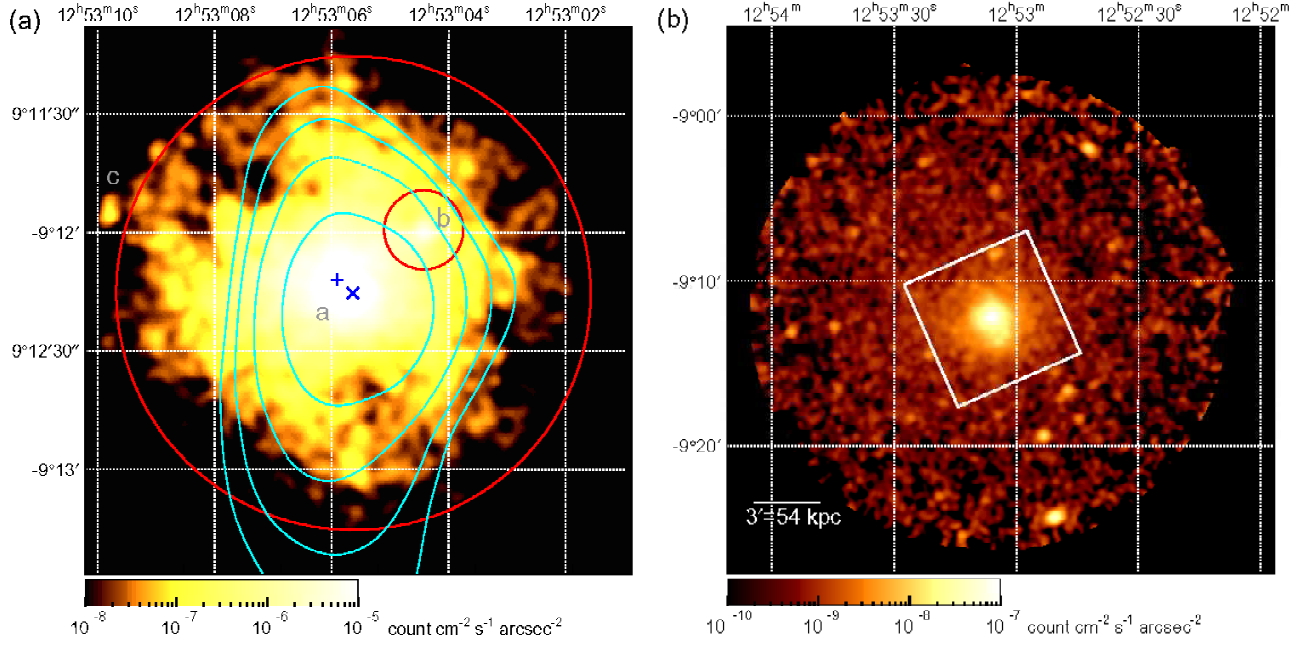 (a)
12ʰ53ᵐ10ˢ 12ʰ53ᵐ08ˢ 12ʰ53ᵐ06ˢ 12ʰ53ᵐ04ˢ 12ʰ53ᵐ02ˢ
9°11′30″
c
b
-9°12′
a
9°12′30″
-9°13′
10⁻⁸ 10⁻⁷ 10⁻⁶ 10⁻⁵ count cm⁻² s⁻¹ arcsec⁻²
(b)
12ʰ54ᵐ 12ʰ53ᵐ30ˢ 12ʰ53ᵐ 12ʰ52ᵐ30ˢ 12ʰ52ᵐ
-9°00′
-9°10′
-9°20′
3′=54 kpc
10⁻¹⁰ 10⁻⁹ 10⁻⁸ 10⁻⁷ count cm⁻² s⁻¹ arcsec⁻²